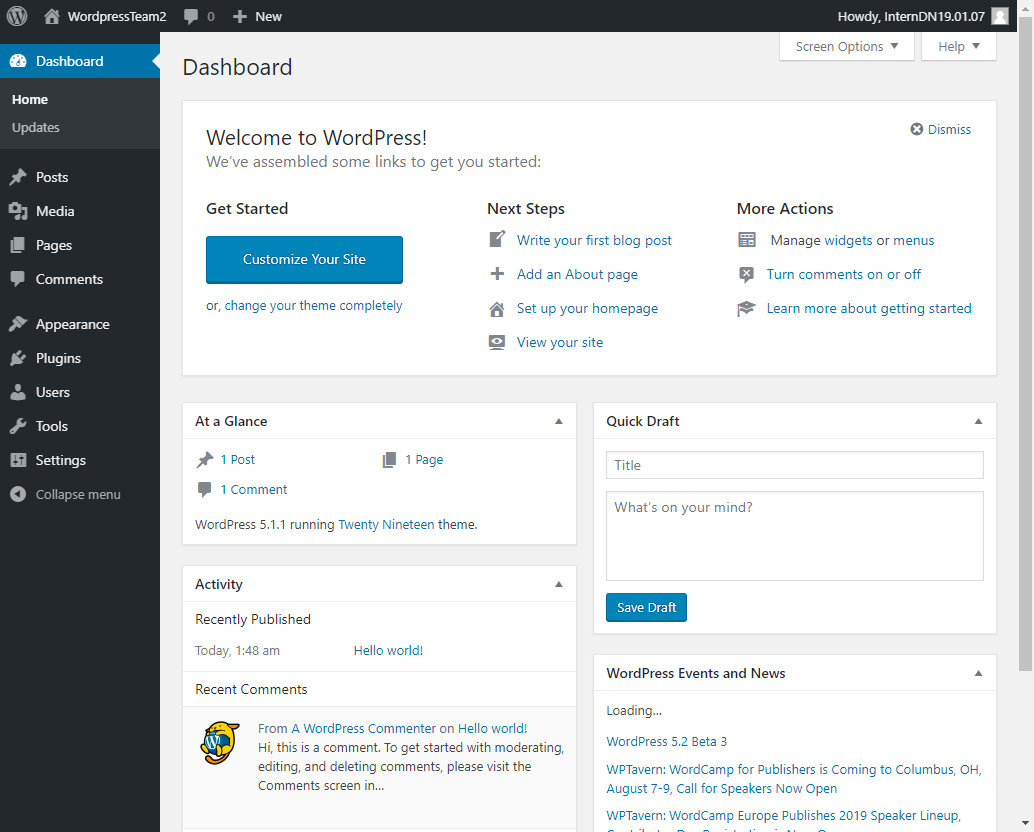 WordpressTeam2 0 New Howdy, InternDN19.01.07
Screen Options Help
Dashboard
Home
Updates
Posts
Media
Pages
Comments
Appearance
Plugins
Users
Tools
Settings
Collapse menu
Dashboard
Welcome to WordPress!
We've assembled some links to get you started:
Dismiss
Get Started
Customize Your Site
or, change your theme completely
Next Steps
Write your first blog post
Add an About page
Set up your homepage
View your site
More Actions
Manage widgets or menus
Turn comments on or off
Learn more about getting started
At a Glance
1 Post 1 Page
1 Comment
WordPress 5.1.1 running Twenty Nineteen theme.
Activity
Recently Published
Today, 1:48 am Hello world!
Recent Comments
From A WordPress Commenter on Hello world!
Hi, this is a comment. To get started with moderating,
editing, and deleting comments, please visit the
Comments screen in...
Quick Draft
Title
What's on your mind?
Save Draft
WordPress Events and News
Loading...
WordPress 5.2 Beta 3
WPTavern: WordCamp for Publishers is Coming to Columbus, OH,
August 7-9, Call for Speakers Now Open
WPTavern: WordCamp Europe Publishes 2019 Speaker Lineup,